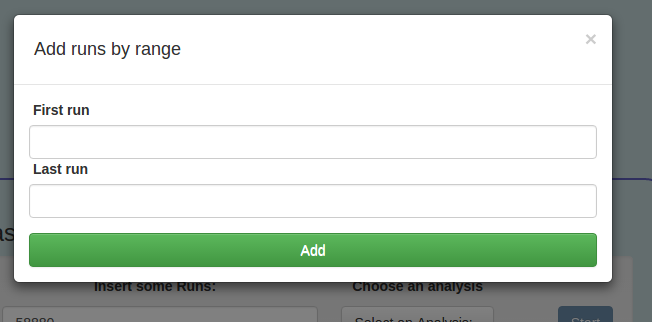 Add runs by range
×
First run
Last run
Add
as
Insert some Runs:
Choose an analysis
58880
Select an Analysis:
Start